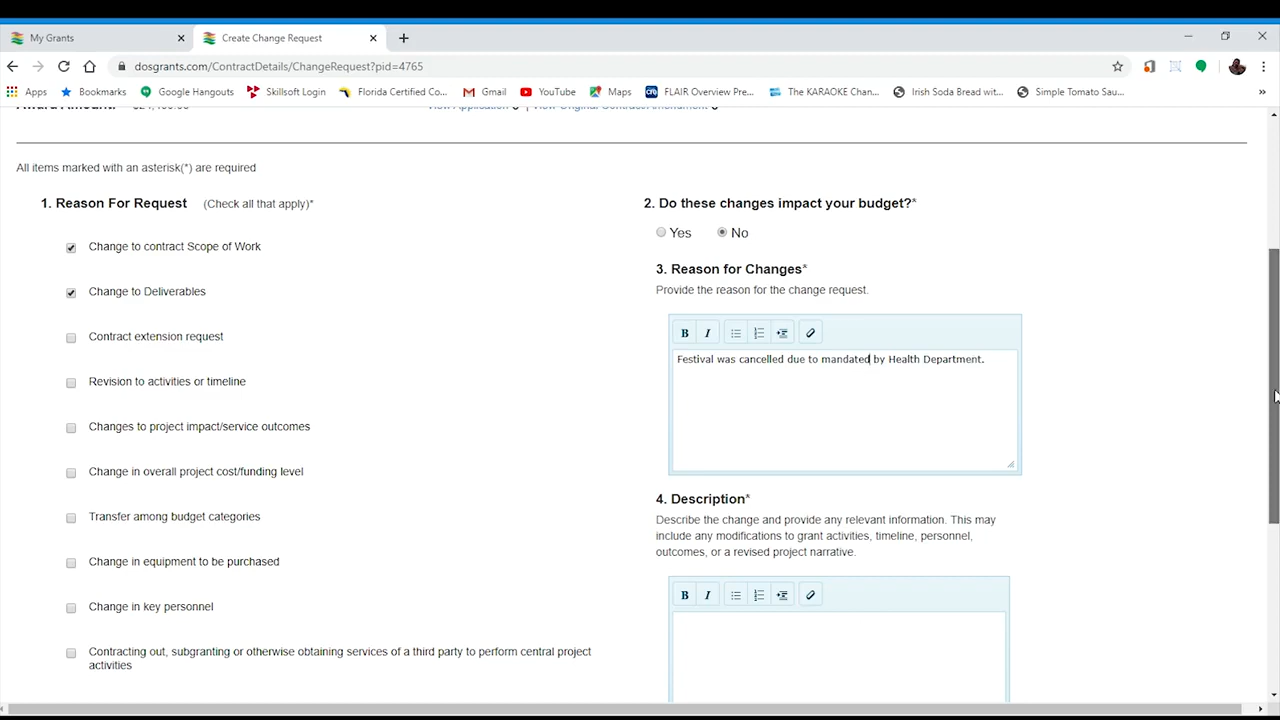 My Grants
Create Change Request
dosgrants.com/ContractDetails/ChangeRequest?pid=4765
Apps
Bookmarks
Google Hangouts
Skillsoft Login
Florida Certified Co...
Gmail
YouTube
Maps
FLAIR Overview Pre...
The KARAOKE Chan...
Irish Soda Bread wit...
Simple Tomato Sau...
All items marked with an asterisk(*) are required
1. Reason For Request (Check all that apply)*
Change to contract Scope of Work
Change to Deliverables
Contract extension request
Revision to activities or timeline
Changes to project impact/service outcomes
Change in overall project cost/funding level
Transfer among budget categories
Change in equipment to be purchased
Change in key personnel
Contracting out, subgranting or otherwise obtaining services of a third party to perform central project
activities
2. Do these changes impact your budget?*
Yes No
3. Reason for Changes*
Provide the reason for the change request.
B I
Festival was cancelled due to mandated by Health Department.
4. Description*
Describe the change and provide any relevant information. This may
include any modifications to grant activities, timeline, personnel,
outcomes, or a revised project narrative.
B I